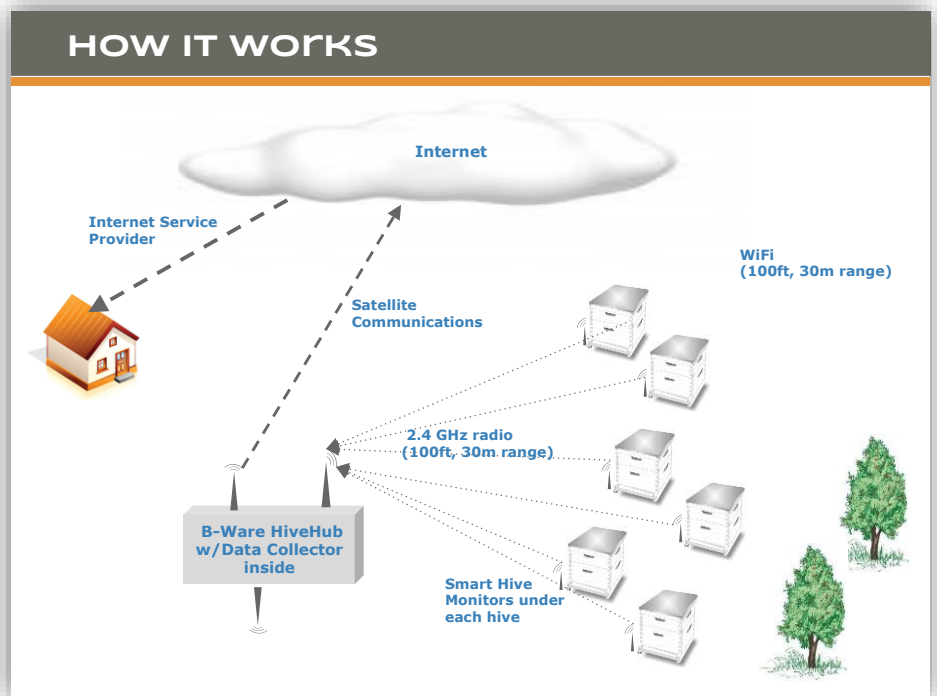 HOW IT WORKS
Internet
Internet Service
Provider
WiFi
(100ft, 30m range)
Satellite
Communications
2.4 GHz radio
(100ft, 30m range)
B-Ware HiveHub
w/Data Collector
inside
Smart Hive
Monitors under
each hive